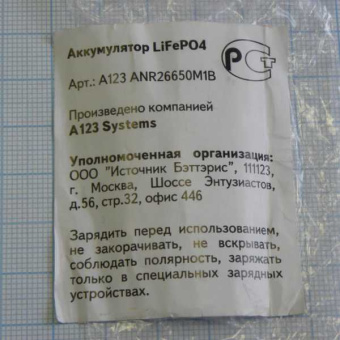 Аккумулятор LiFePO4
Арт.: A123 ANR26650M1B
Произведено компанией
A123 Systems
Уполномоченная организация:
ООО "Источник Бэттэрис", 111123,
г. Москва, Шоссе Энтузиастов,
д.56, стр.32, офис 446
Зарядить перед использованием,
не закорачивать, не вскрывать,
соблюдать полярность, заряжать
только в специальных зарядных
устройствах.